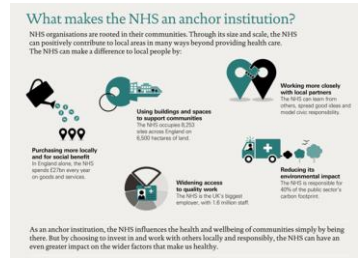 What makes the NHS an anchor institution?
NHS organisations are rooted in their communities. Through its size and scale, the NHS
can positively contribute to local areas in many ways beyond providing health care.
The NHS can make a difference to local people by:
Working more closely
with local partners
The NHS can learn from
others, spread good ideas and
model civic responsibility.
Using buildings and spaces
to support communities
The NHS occupies 8,253
sites across England on
6,500 hectares of land.
Purchasing more locally
and for social benefit
In England alone, the NHS
spends £27bn every year
on goods and services.
Widening access
to quality work
The NHS is the UK's biggest
employer, with 1.6 million staff.
Reducing its
environmental impact
The NHS is responsible for
40% of the public sector's
carbon footprint.
As an anchor institution, the NHS influences the health and wellbeing of communities simply by being
there. But by choosing to invest in and work with others locally and responsibly, the NHS can have an
even greater impact on the wider factors that make us healthy.